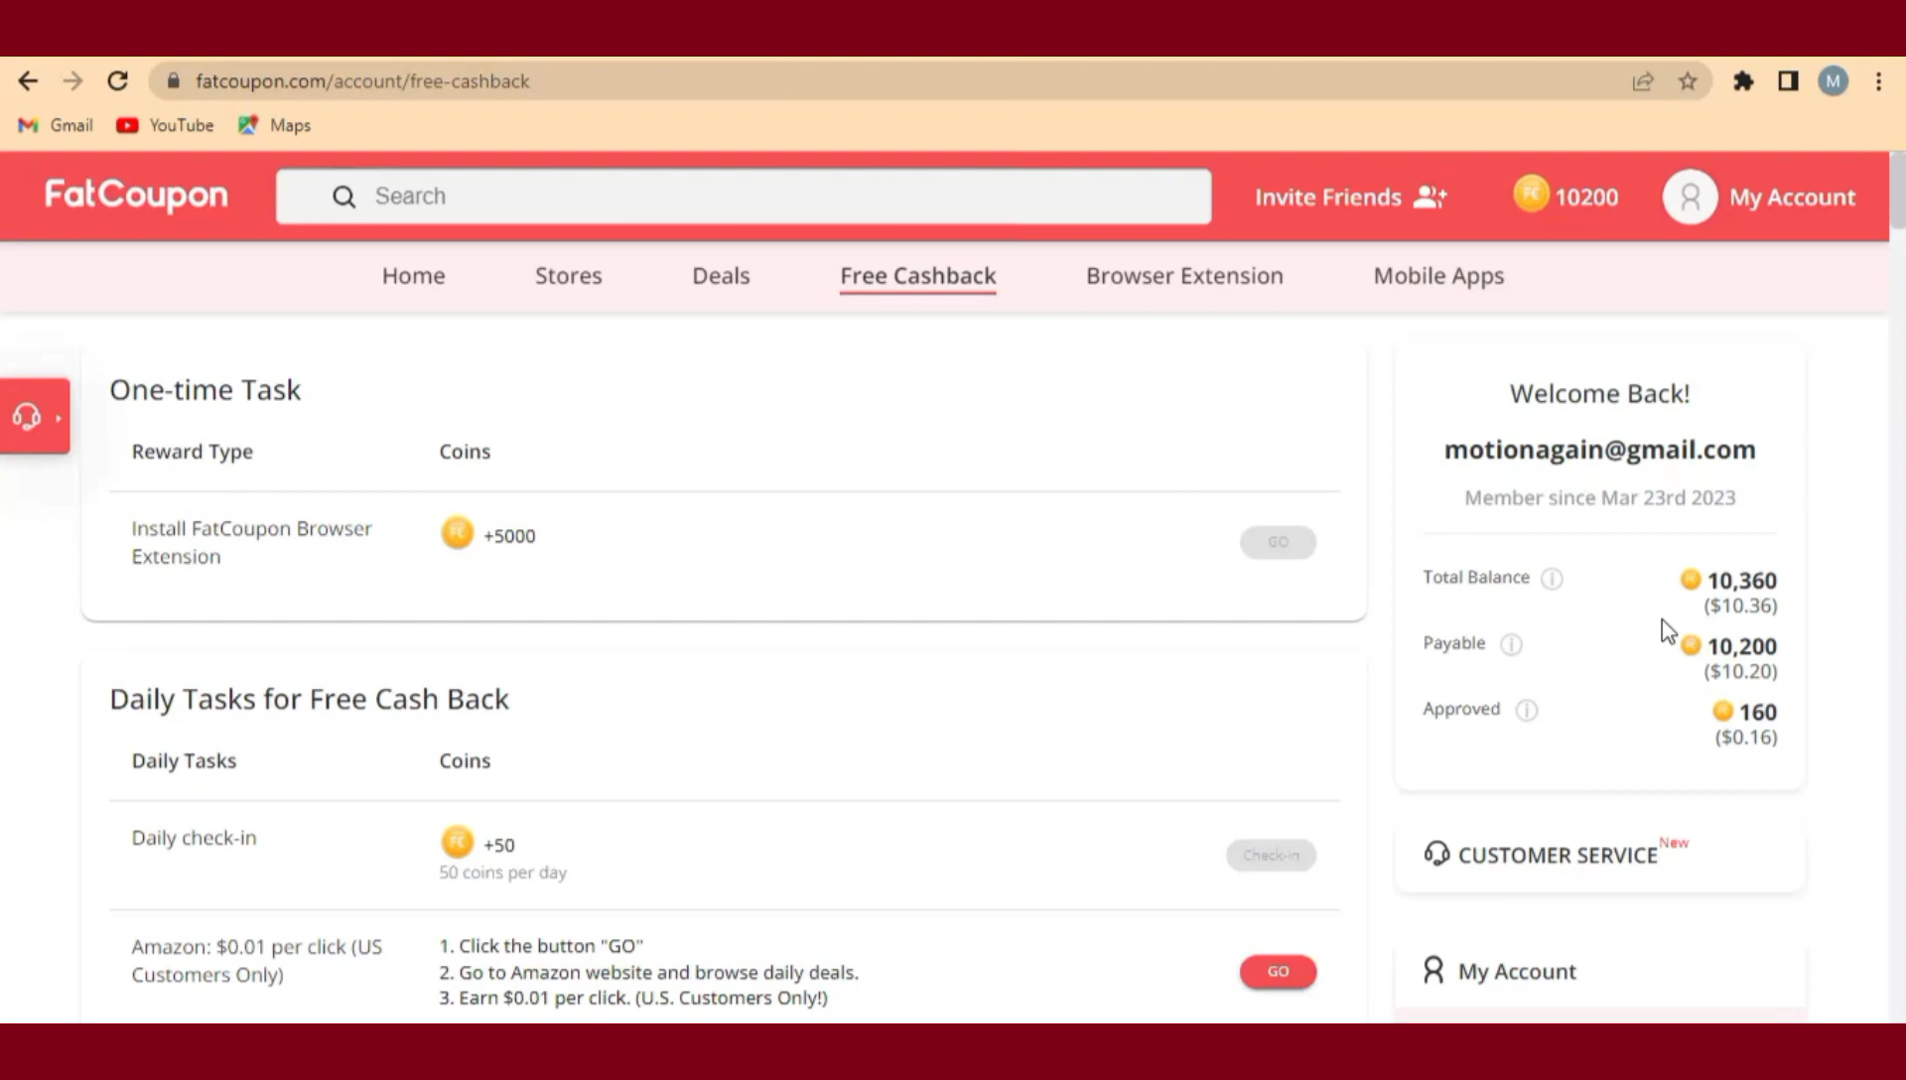 fatcoupon.com/account/free-cashback
M
Gmail YouTube Maps
FatCoupon Search Invite Friends FC 10200 My Account
Home Stores Deals Free Cashback Browser Extension Mobile Apps
One-time Task
Reward Type Coins
Install FatCoupon Browser
Extension
FC +5000
GO
Daily Tasks for Free Cash Back
Daily Tasks Coins
Daily check-in
FC +50
50 coins per day
Check-in
Amazon: $0.01 per click (US
Customers Only)
1. Click the button "GO"
2. Go to Amazon website and browse daily deals.
3. Earn $0.01 per click. (U.S. Customers Only!)
GO
Welcome Back!
motionagain@gmail.com
Member since Mar 23rd 2023
Total Balance 10,360
($10.36)
Payable 10,200
($10.20)
Approved 160
($0.16)
CUSTOMER SERVICE New
My Account